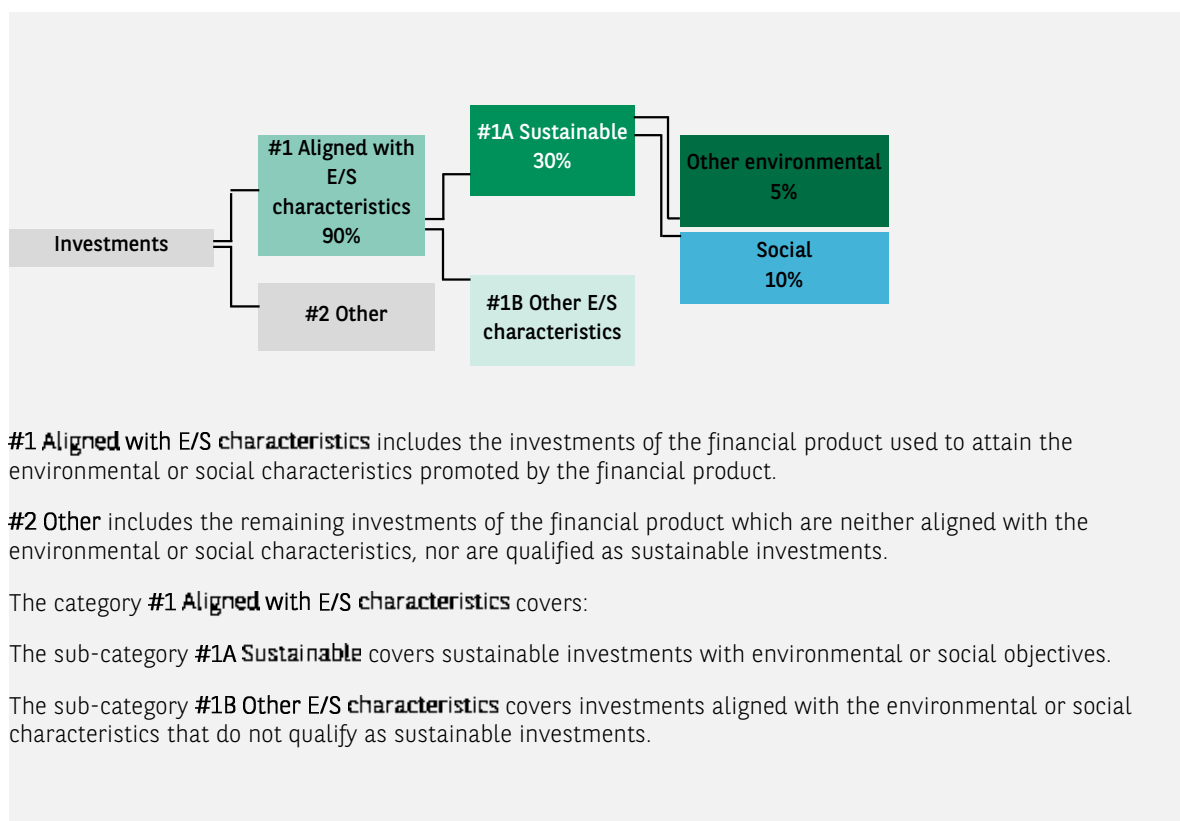 #1A Sustainable
30%
#1 Aligned with
E/S
characteristics
90%
Other environmental
5%
Investments
Social
10%
#2 Other
#1B Other E/S
characteristics
#1 Aligned with E/S characteristics includes the investments of the financial product used to attain the
environmental or social characteristics promoted by the financial product.
#2 Other includes the remaining investments of the financial product which are neither aligned with the
environmental or social characteristics, nor are qualified as sustainable investments.
The category #1 Aligned with E/S characteristics covers:
The sub-category #1A Sustainable covers sustainable investments with environmental or social objectives.
The sub-category #1B Other E/S characteristics covers investments aligned with the environmental or social
characteristics that do not qualify as sustainable investments.